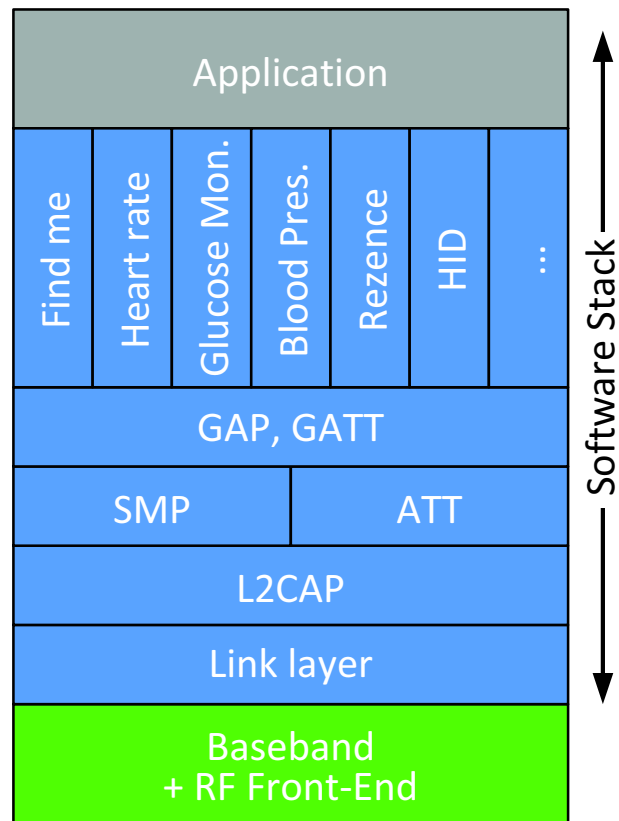 Application
Find me
Heart rate
Glucose Mon.
Blood Pres.
Rezence
HID
...
GAP, GATT
SMP
ATT
L2CAP
Link layer
Baseband
+ RF Front-End
Software Stack